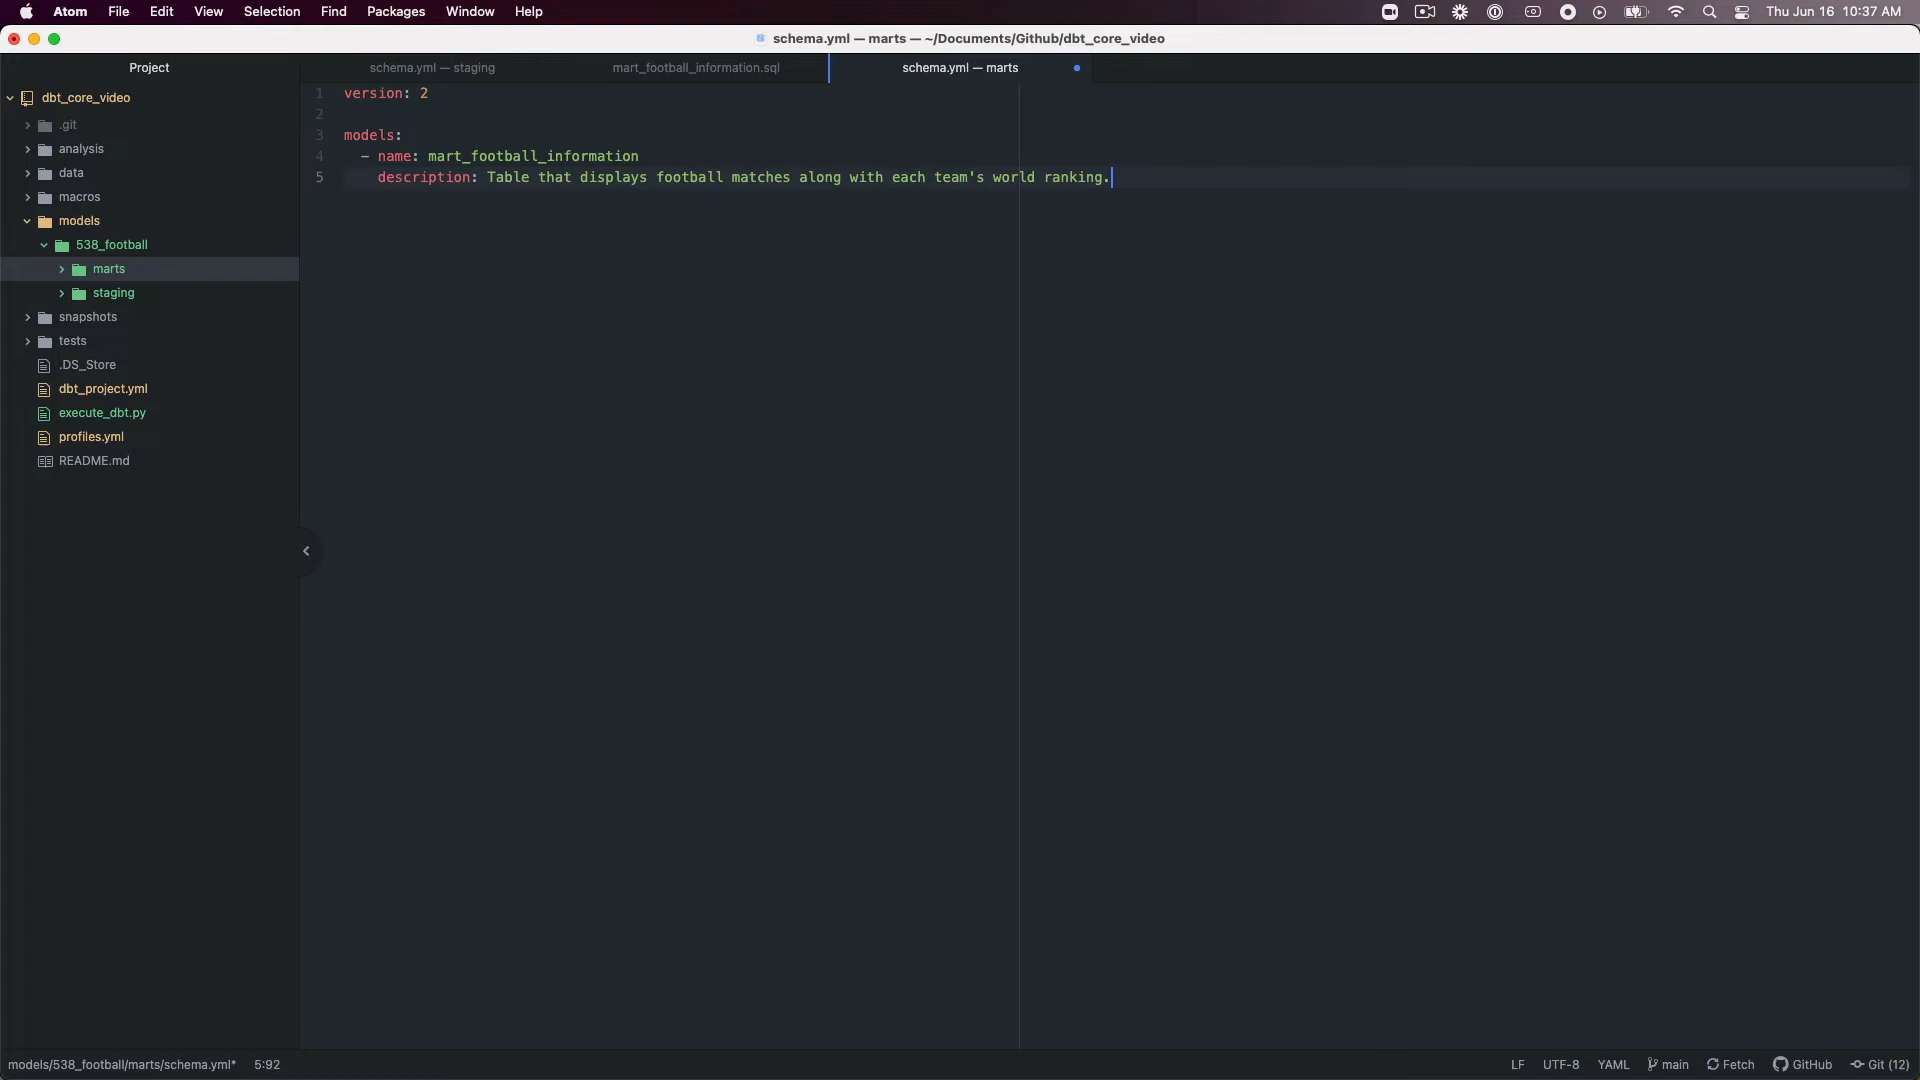 Atom File Edit View Selection Find Packages Window Help Thu Jun 16 10:37 AM
schema.yml — marts — ~/Documents/Github/dbt_core_video
Project
schema.yml — staging
mart_football_information.sql
schema.yml — marts
dbt_core_video
.git
analysis
data
macros
models
538_football
marts
staging
snapshots
tests
.DS_Store
dbt_project.yml
execute_dbt.py
profiles.yml
README.md
1 version: 2
2
3 models:
4 - name: mart_football_information
5 description: Table that displays football matches along with each team's world ranking.
models/538_football/marts/schema.yml* 5:92 LF UTF-8 YAML main Fetch GitHub Git (12)